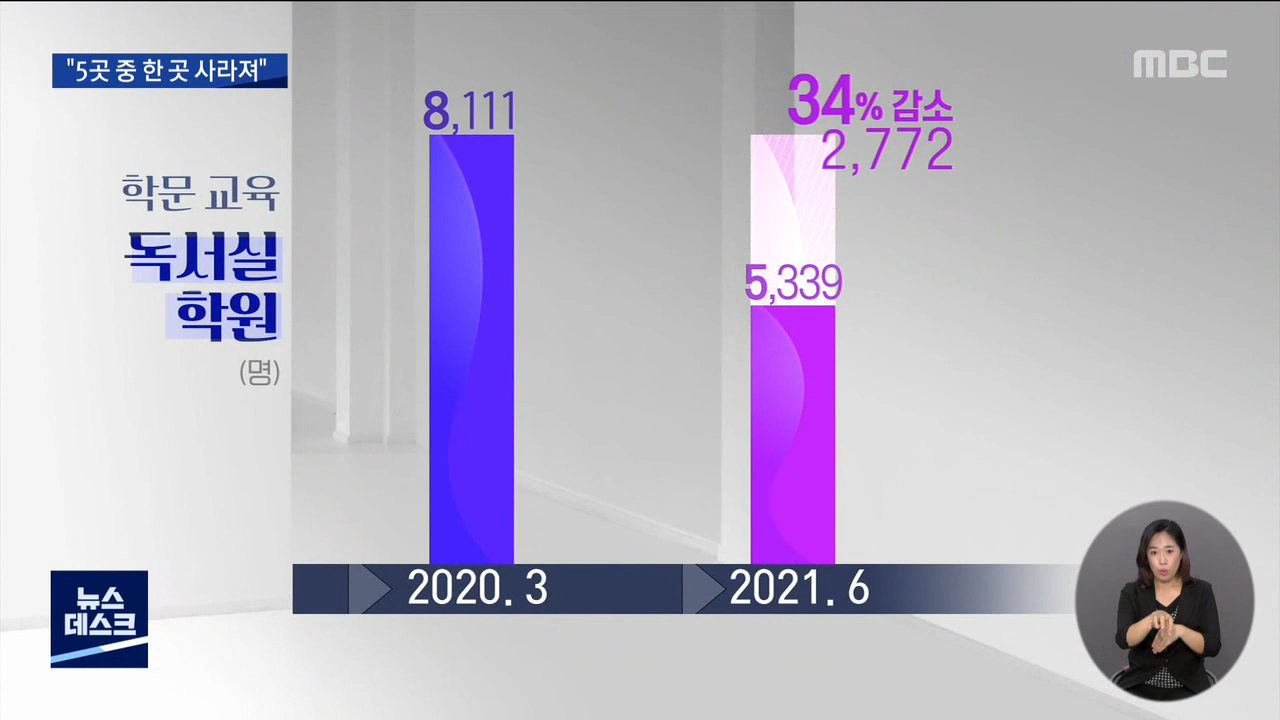 "5곳 중 한 곳 사라져"
MBC
8,111
34% 감소
2,772
학문 교육
독서실
학원
(명)
5,339
2020. 3
2021. 6
뉴스
데스크